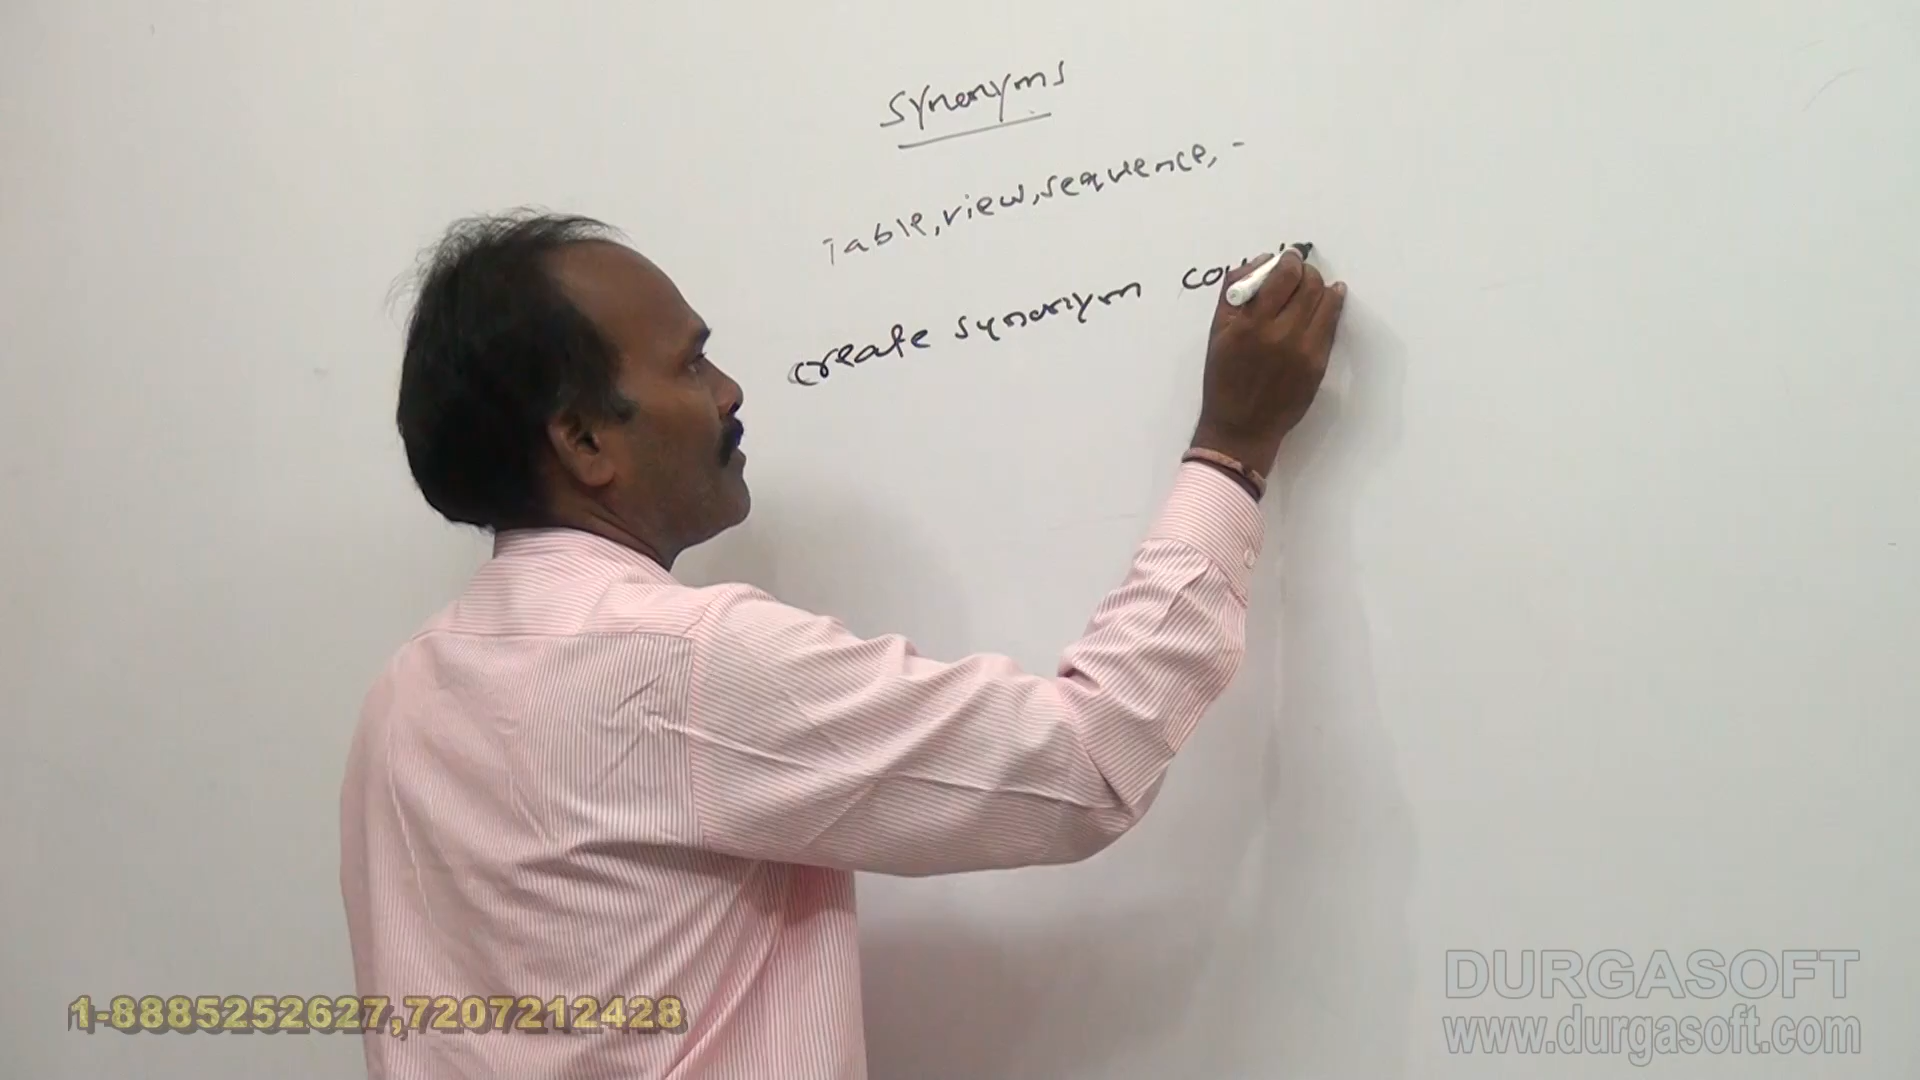 Synonyms
Table, view, sequence, -
create synonym
1-8885252627,7207212428
DURGASOFT
www.durgasoft.com